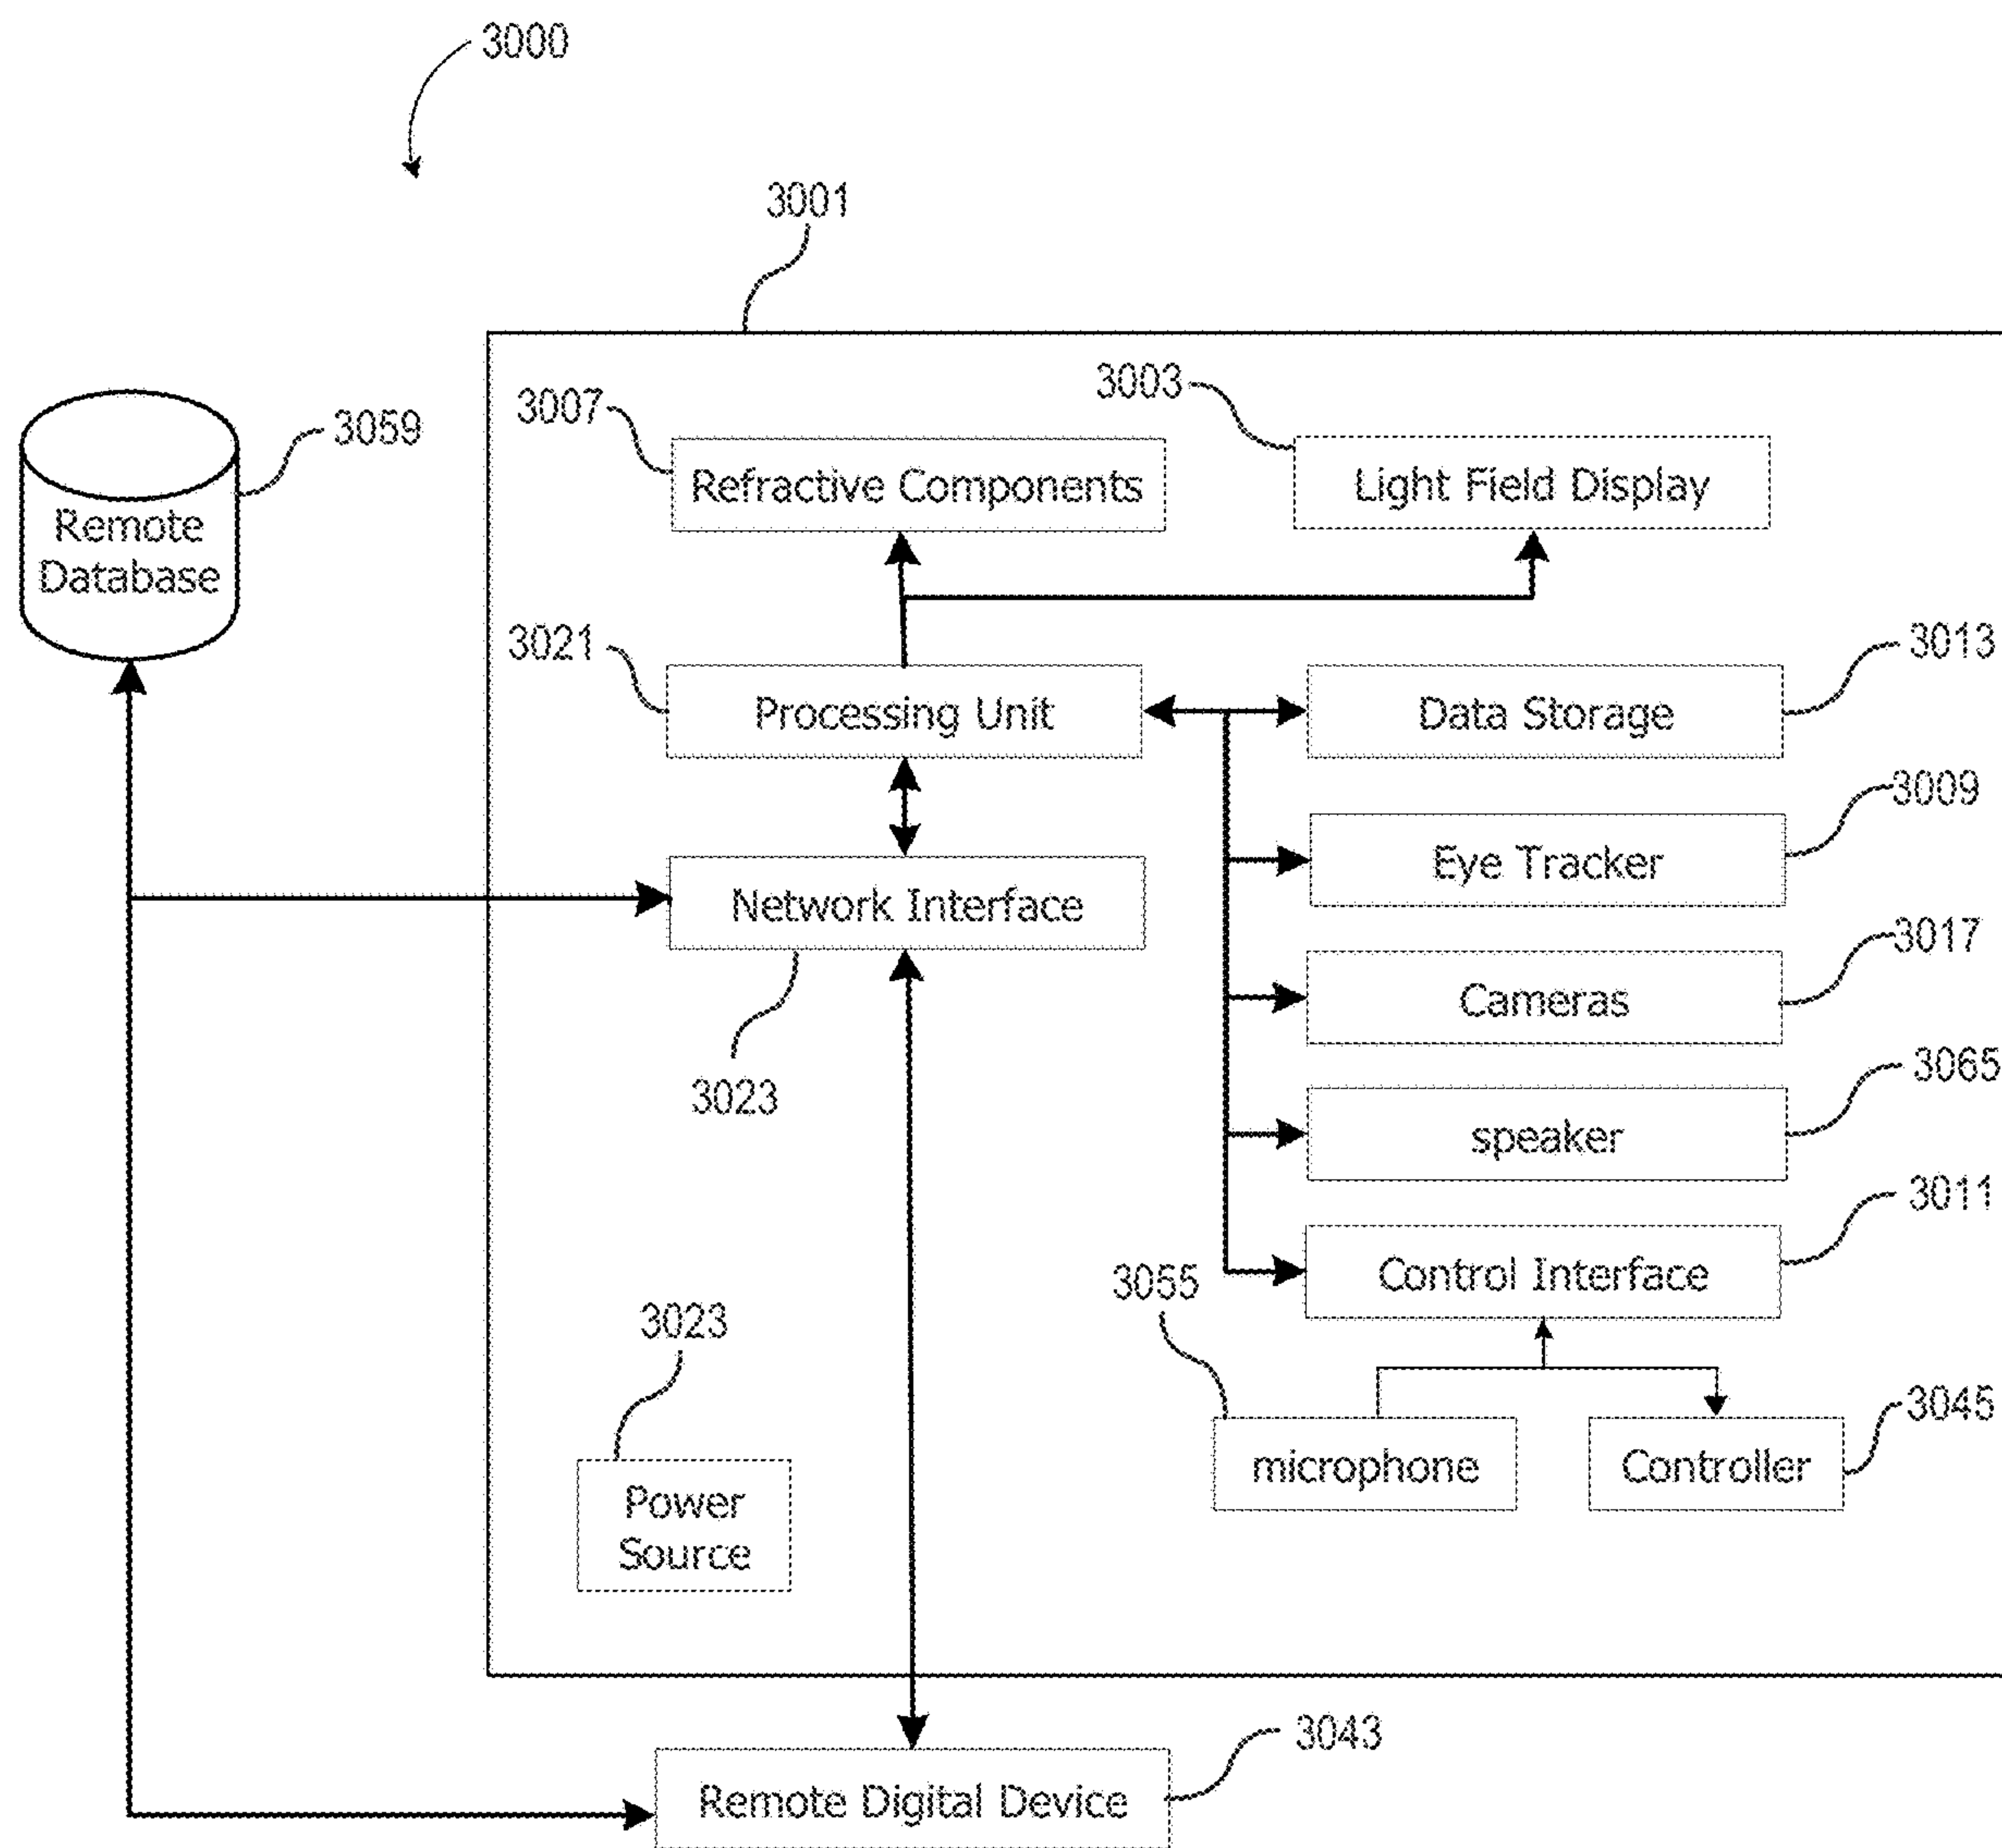 3000
3001
3003
3007
Refractive Components
Light Field Display
3059
Remote
Database
3021
Processing Unit
3013
Data Storage
3009
Eye Tracker
Network Interface
3023
3017
Cameras
3065
speaker
3011
Control Interface
3055
3023
3045
microphone
Controller
Power
Source
3043
Remote Digital Device